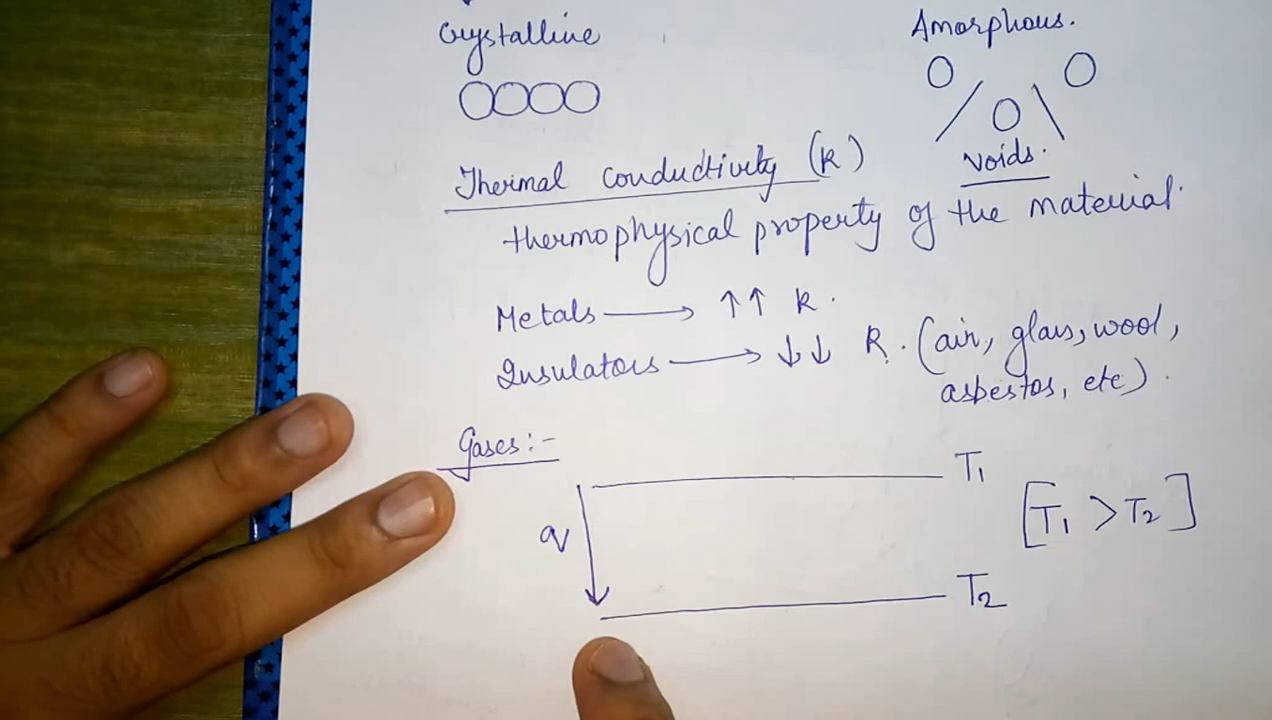 Crystalline
Amorphous.
Voids.
Thermal conductivity (k)
thermophysical property of the material.
Metals → ↑↑ k.
Insulators → ↓↓ k. (air, glass, wool,
asbestos, etc).
Gases:-
T₁
q
[T₁ > T₂]
T₂